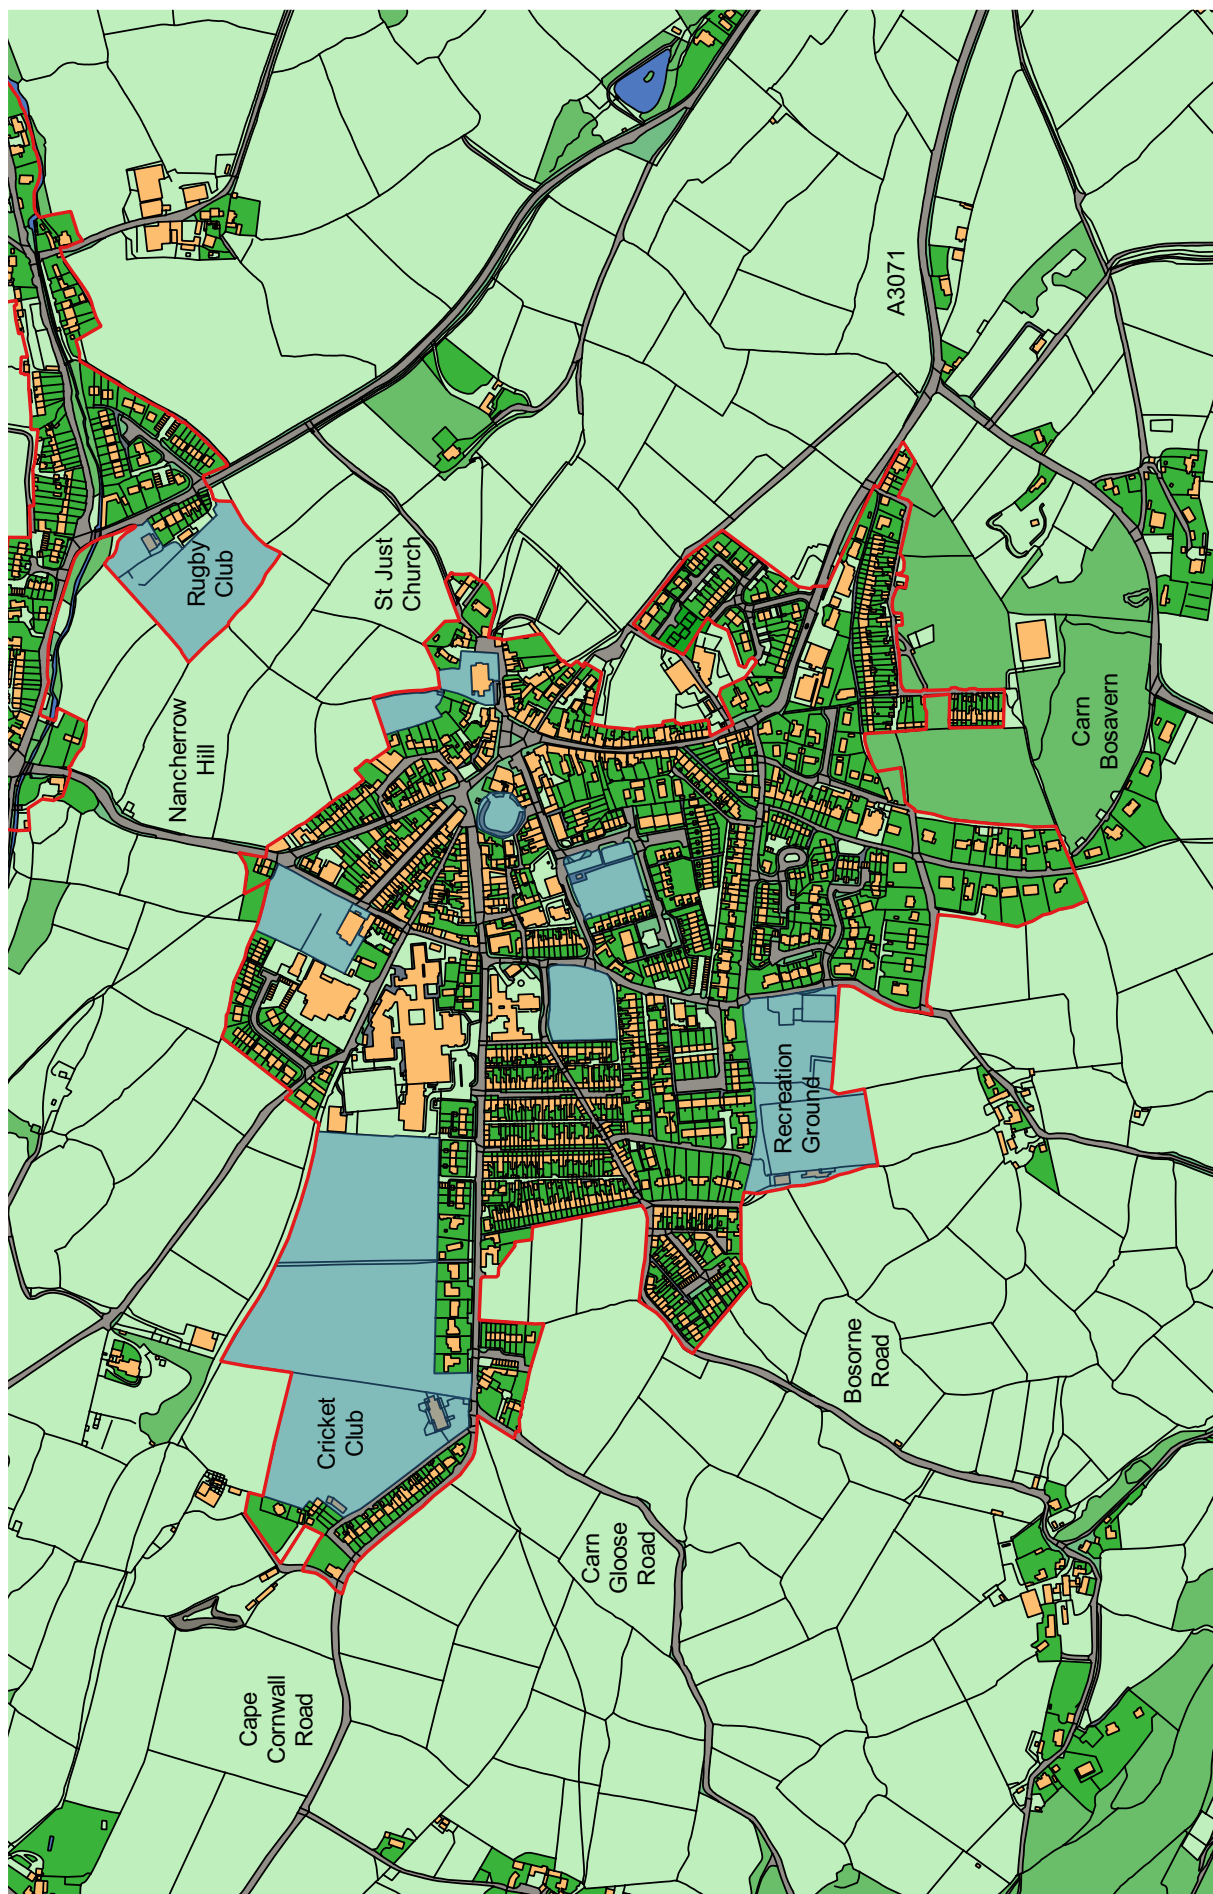 Cape
Cornwall
Road
Cricket
Club
Nancherrow
Hill
Rugby
Club
St Just
Church
Carn
Gloose
Road
Bosorne
Road
Recreation
Ground
Carn
Bosavern
A3071